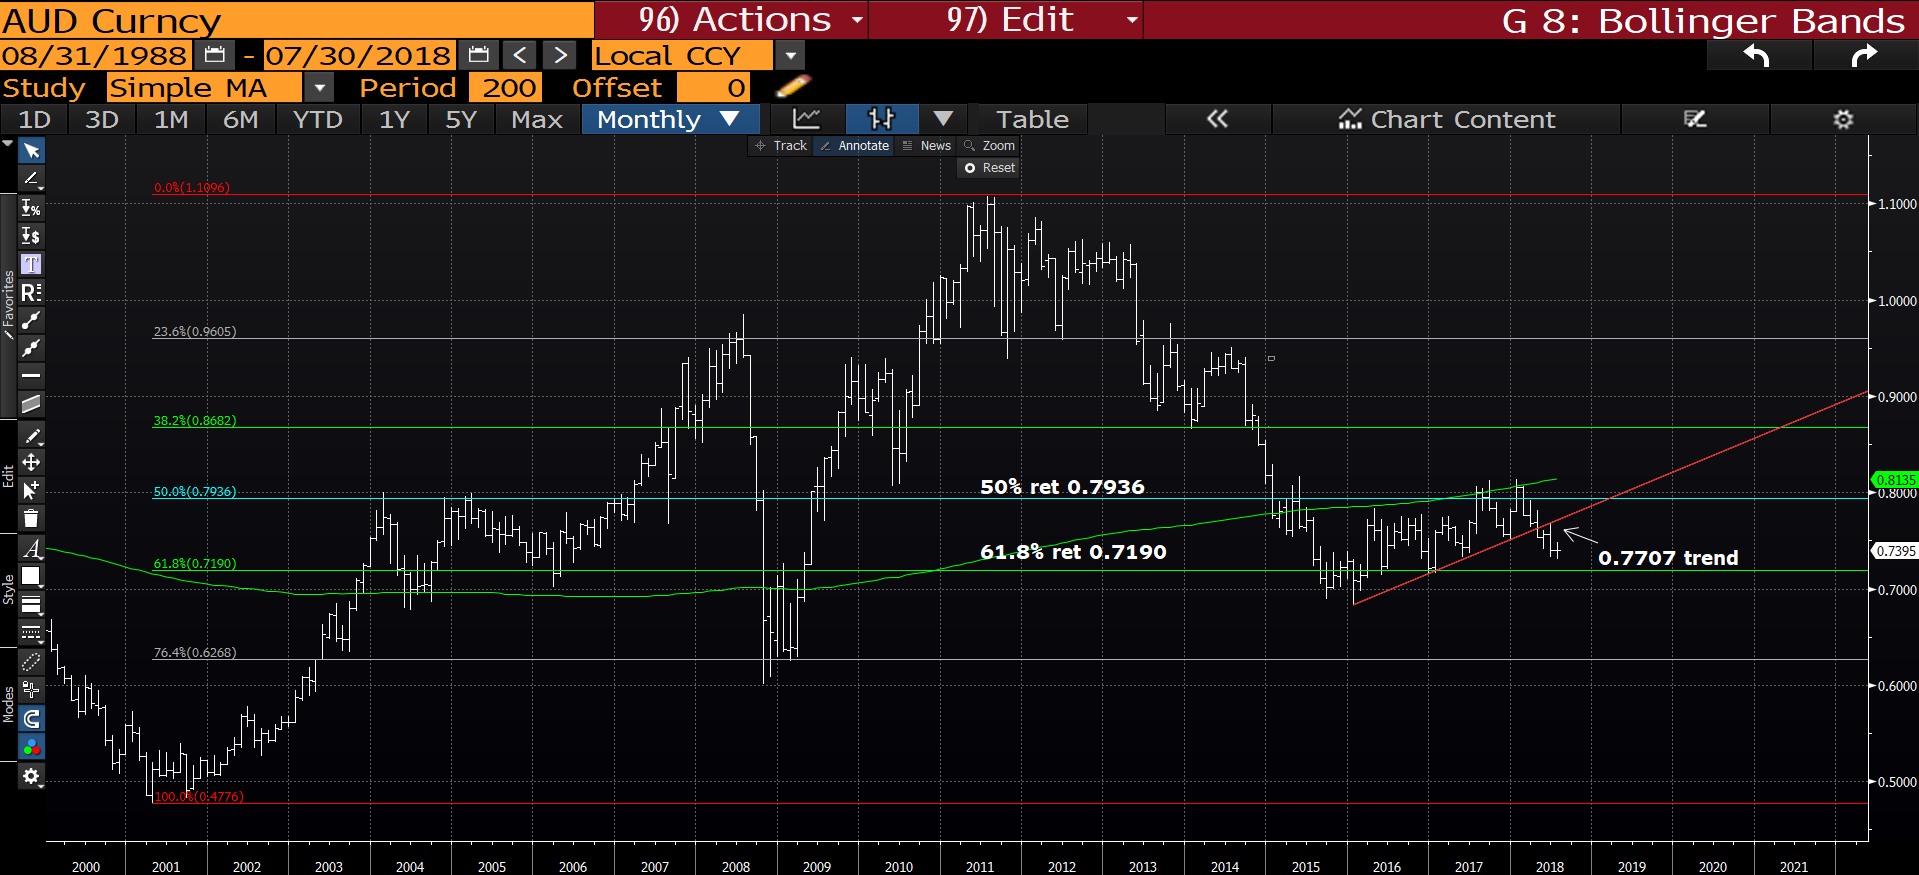 AUD Curncy 96) Actions 97) Edit G 8: Bollinger Bands
08/31/1988 - 07/30/2018 < > Local CCY
Study Simple MA Period 200 Offset 0
1D 3D 1M 6M YTD 1Y 5Y Max Monthly ▼ ▼ Table « Chart Content
Track Annotate News Zoom
Reset
Favorites
Edit
Style
Modes
%
$
T
R
A
0.0%(1.1096)
23.6%(0.9605)
38.2%(0.8682)
50.0%(0.7936)
61.8%(0.7190)
76.4%(0.6268)
100.0%(0.4776)
50% ret 0.7936
61.8% ret 0.7190
0.7707 trend
1.1000
1.0000
0.9000
0.8135
0.8000
0.7395
0.7000
0.6000
0.5000
2000 2001 2002 2003 2004 2005 2006 2007 2008 2009 2010 2011 2012 2013 2014 2015 2016 2017 2018 2019 2020 2021